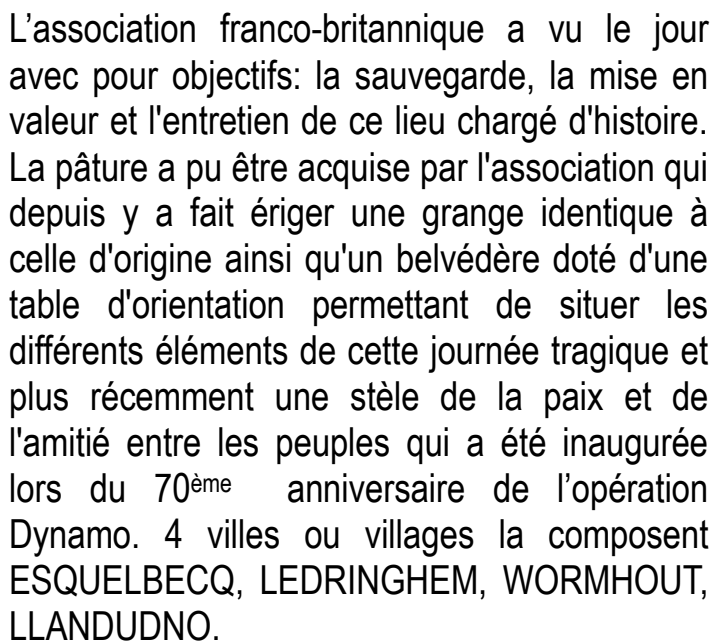 L’association franco-britannique a vu le jour
avec pour objectifs: la sauvegarde, la mise en
valeur et l'entretien de ce lieu chargé d'histoire.
La pâture a pu être acquise par l'association qui
depuis y a fait ériger une grange identique à
celle d'origine ainsi qu'un belvédère doté d'une
table d'orientation permettant de situer les
différents éléments de cette journée tragique et
plus récemment une stèle de la paix et de
l'amitié entre les peuples qui a été inaugurée
lors du 70ème anniversaire de l’opération
Dynamo. 4 villes ou villages la composent
ESQUELBECQ, LEDRINGHEM, WORMHOUT,
LLANDUDNO.